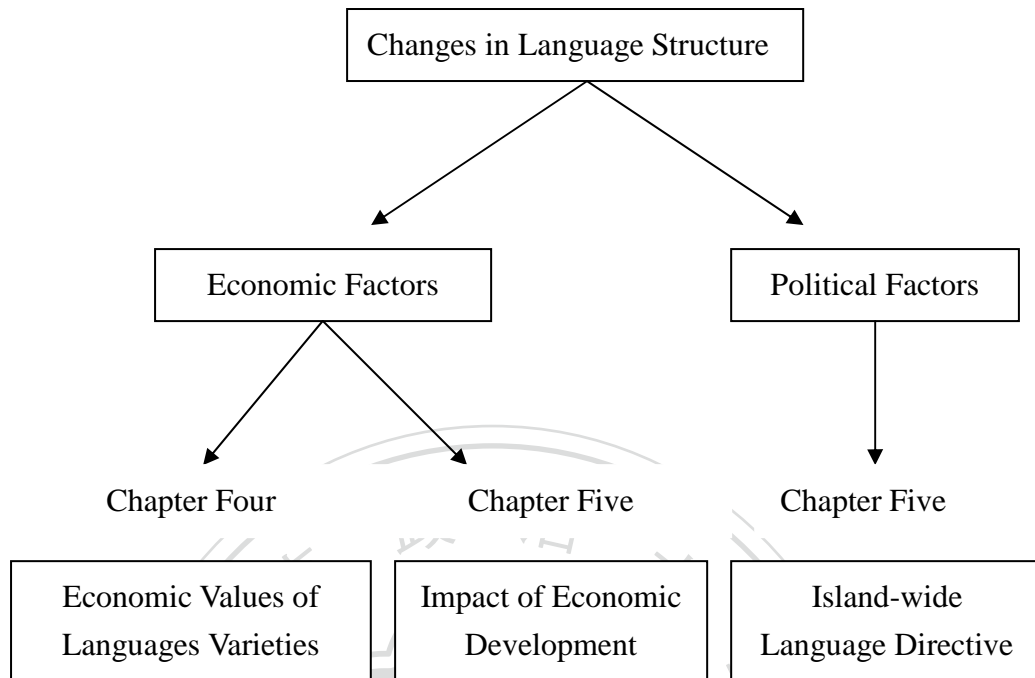 Changes in Language Structure
Economic Factors
Political Factors
Chapter Four
Chapter Five
Chapter Five
Economic Values of
Languages Varieties
Impact of Economic
Development
Island-wide
Language Directive